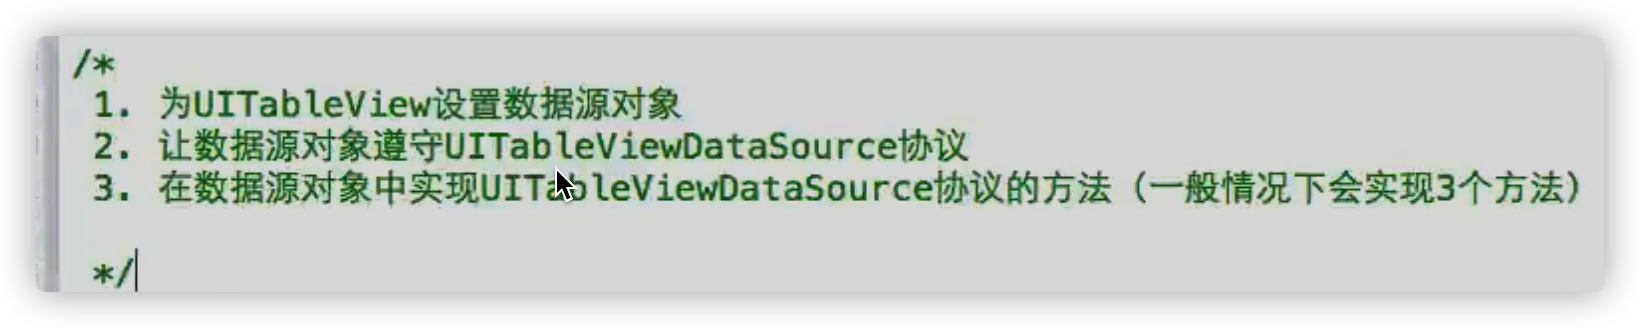 /*
1. 为UITableView设置数据源对象
2. 让数据源对象遵守UITableViewDataSource协议
3. 在数据源对象中实现UITableViewDataSource协议的方法（一般情况下会实现3个方法）
*/